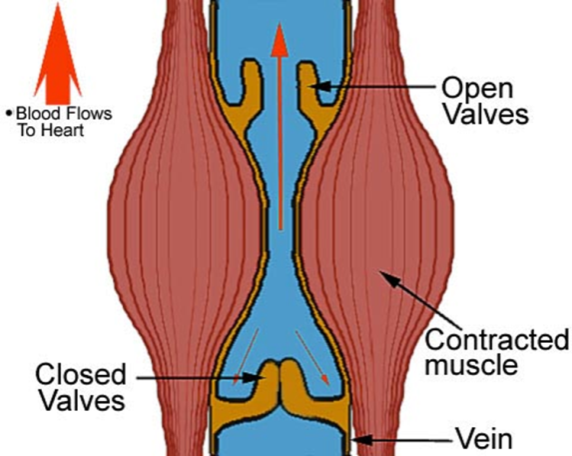 • Blood Flows
To Heart
Open
Valves
Contracted
muscle
Closed
Valves
Vein